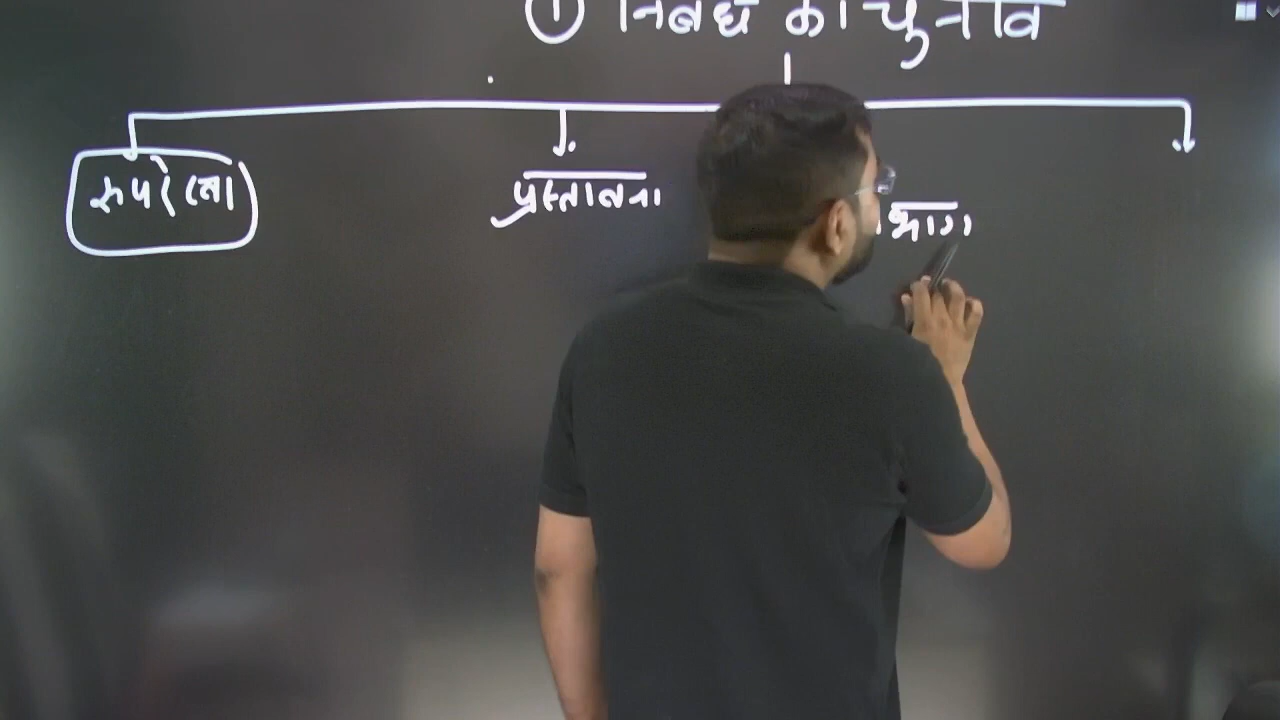 ① निबंध का चुनाव
रुपरेखा
प्रस्तावना
भाग